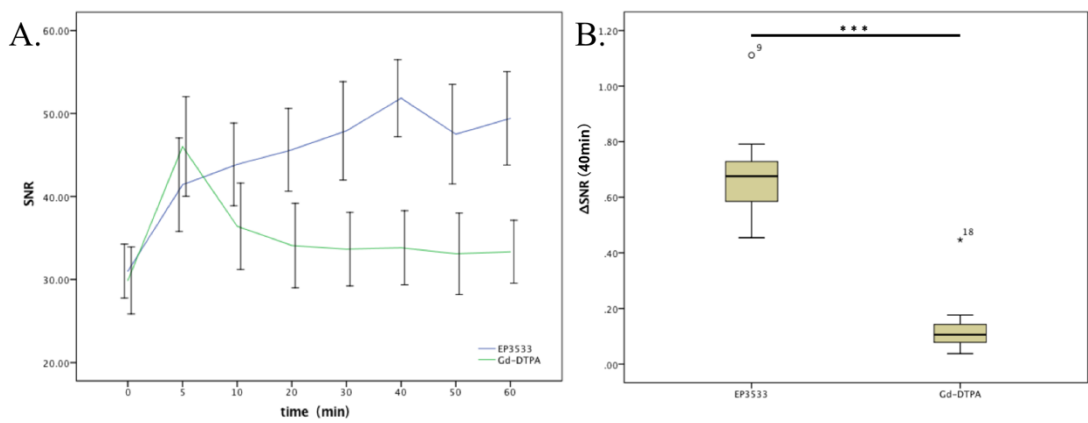 A.
60.00
50.00
40.00
30.00
20.00
SNR
0 5 10 20 30 40 50 60
time (min)
EP3533
Gd-DTPA
B.
1.20
1.00
.80
.60
.40
.20
.00
ΔSNR (40min)
***
9
*18
EP3533 Gd-DTPA